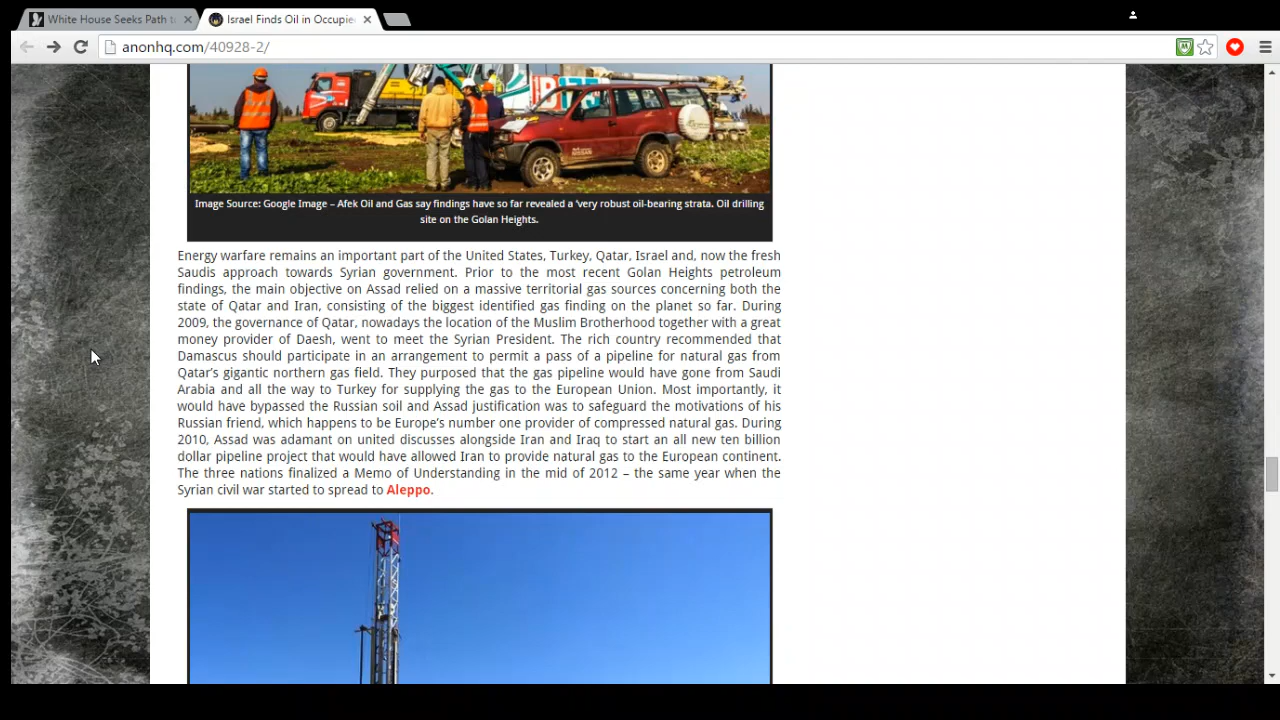 White House Seeks Path t
Israel Finds Oil in Occupie
anonhq.com/40928-2/
Image Source: Google Image – Afek Oil and Gas say findings have so far revealed a 'very robust oil-bearing strata. Oil drilling
site on the Golan Heights.
Energy warfare remains an important part of the United States, Turkey, Qatar, Israel and, now the fresh
Saudis approach towards Syrian government. Prior to the most recent Golan Heights petroleum
findings, the main objective on Assad relied on a massive territorial gas sources concerning both the
state of Qatar and Iran, consisting of the biggest identified gas finding on the planet so far. During
2009, the governance of Qatar, nowadays the location of the Muslim Brotherhood together with a great
money provider of Daesh, went to meet the Syrian President. The rich country recommended that
Damascus should participate in an arrangement to permit a pass of a pipeline for natural gas from
Qatar's gigantic northern gas field. They purposed that the gas pipeline would have gone from Saudi
Arabia and all the way to Turkey for supplying the gas to the European Union. Most importantly, it
would have bypassed the Russian soil and Assad justification was to safeguard the motivations of his
Russian friend, which happens to be Europe's number one provider of compressed natural gas. During
2010, Assad was adamant on united discusses alongside Iran and Iraq to start an all new ten billion
dollar pipeline project that would have allowed Iran to provide natural gas to the European continent.
The three nations finalized a Memo of Understanding in the mid of 2012 – the same year when the
Syrian civil war started to spread to Aleppo.